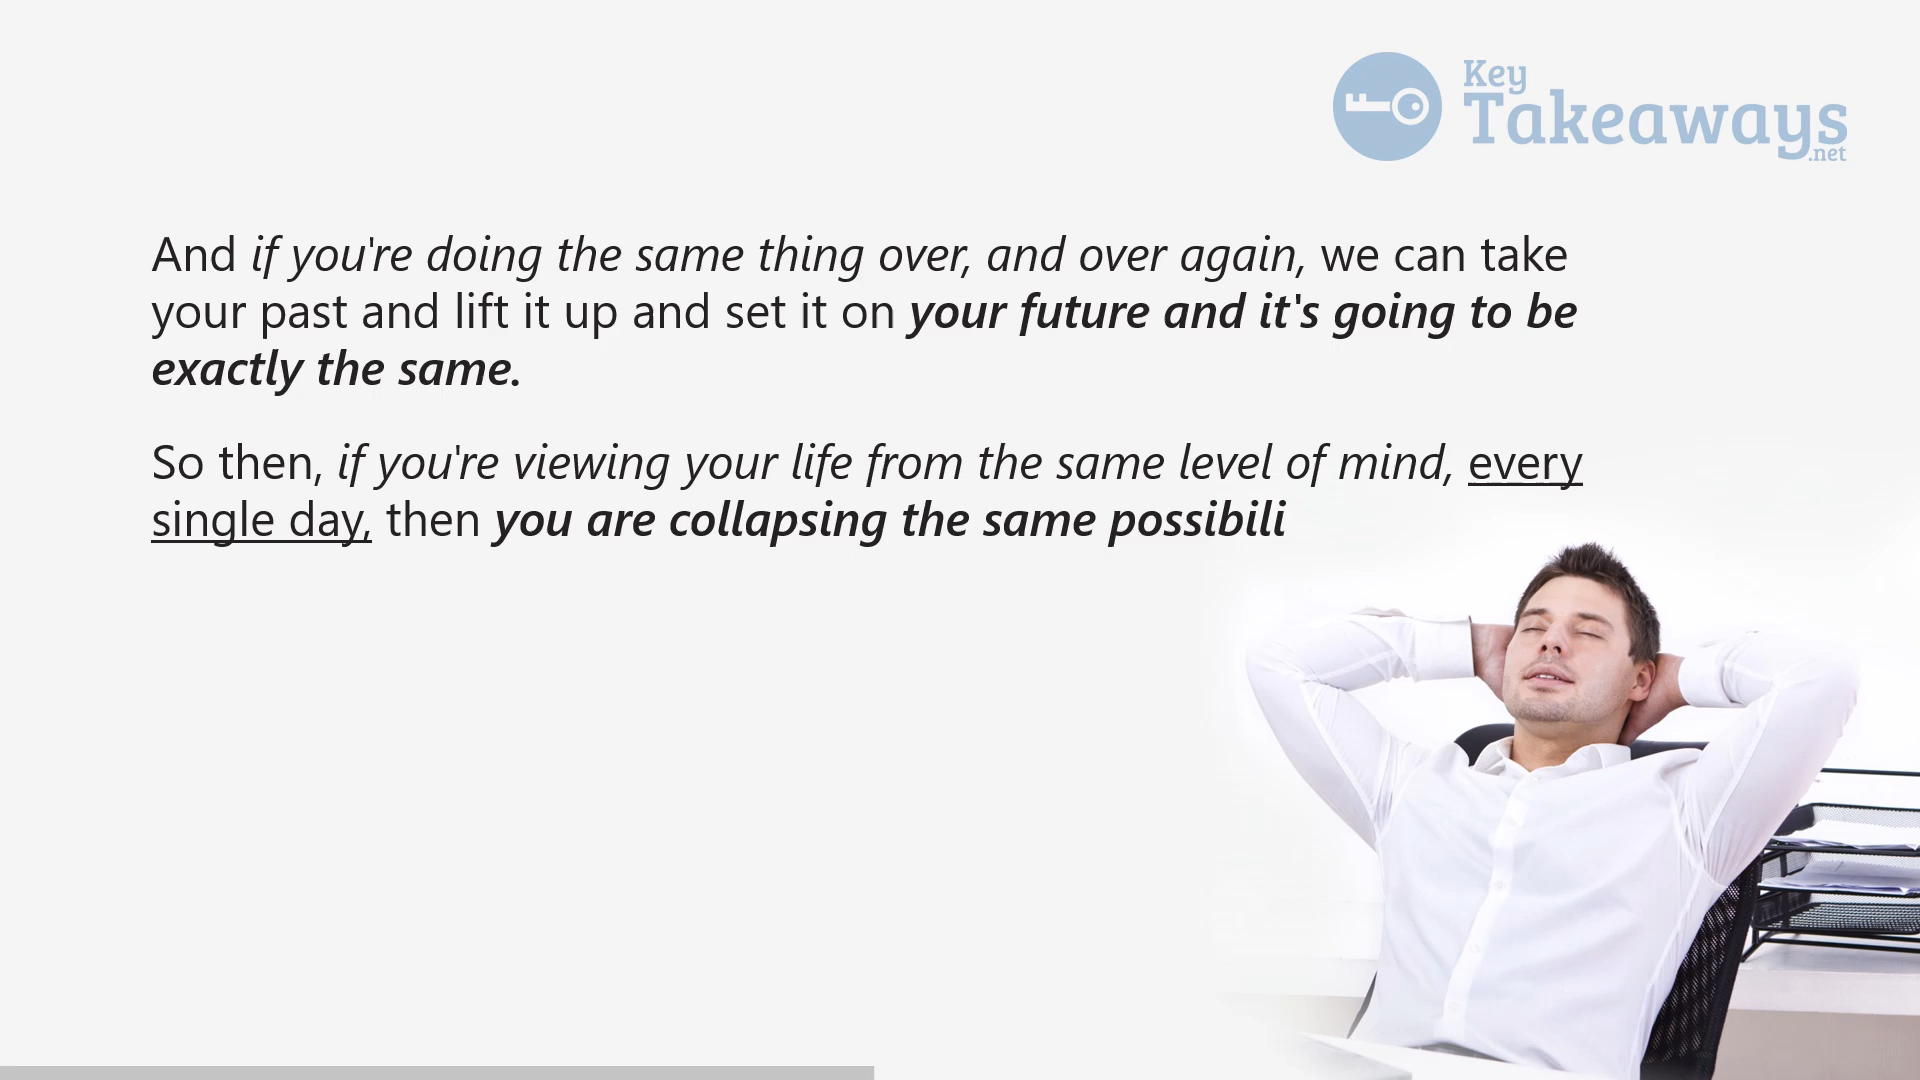 Key
Takeaways
.net
And if you're doing the same thing over, and over again, we can take
your past and lift it up and set it on your future and it's going to be
exactly the same.
So then, if you're viewing your life from the same level of mind, every
single day, then you are collapsing the same possibili